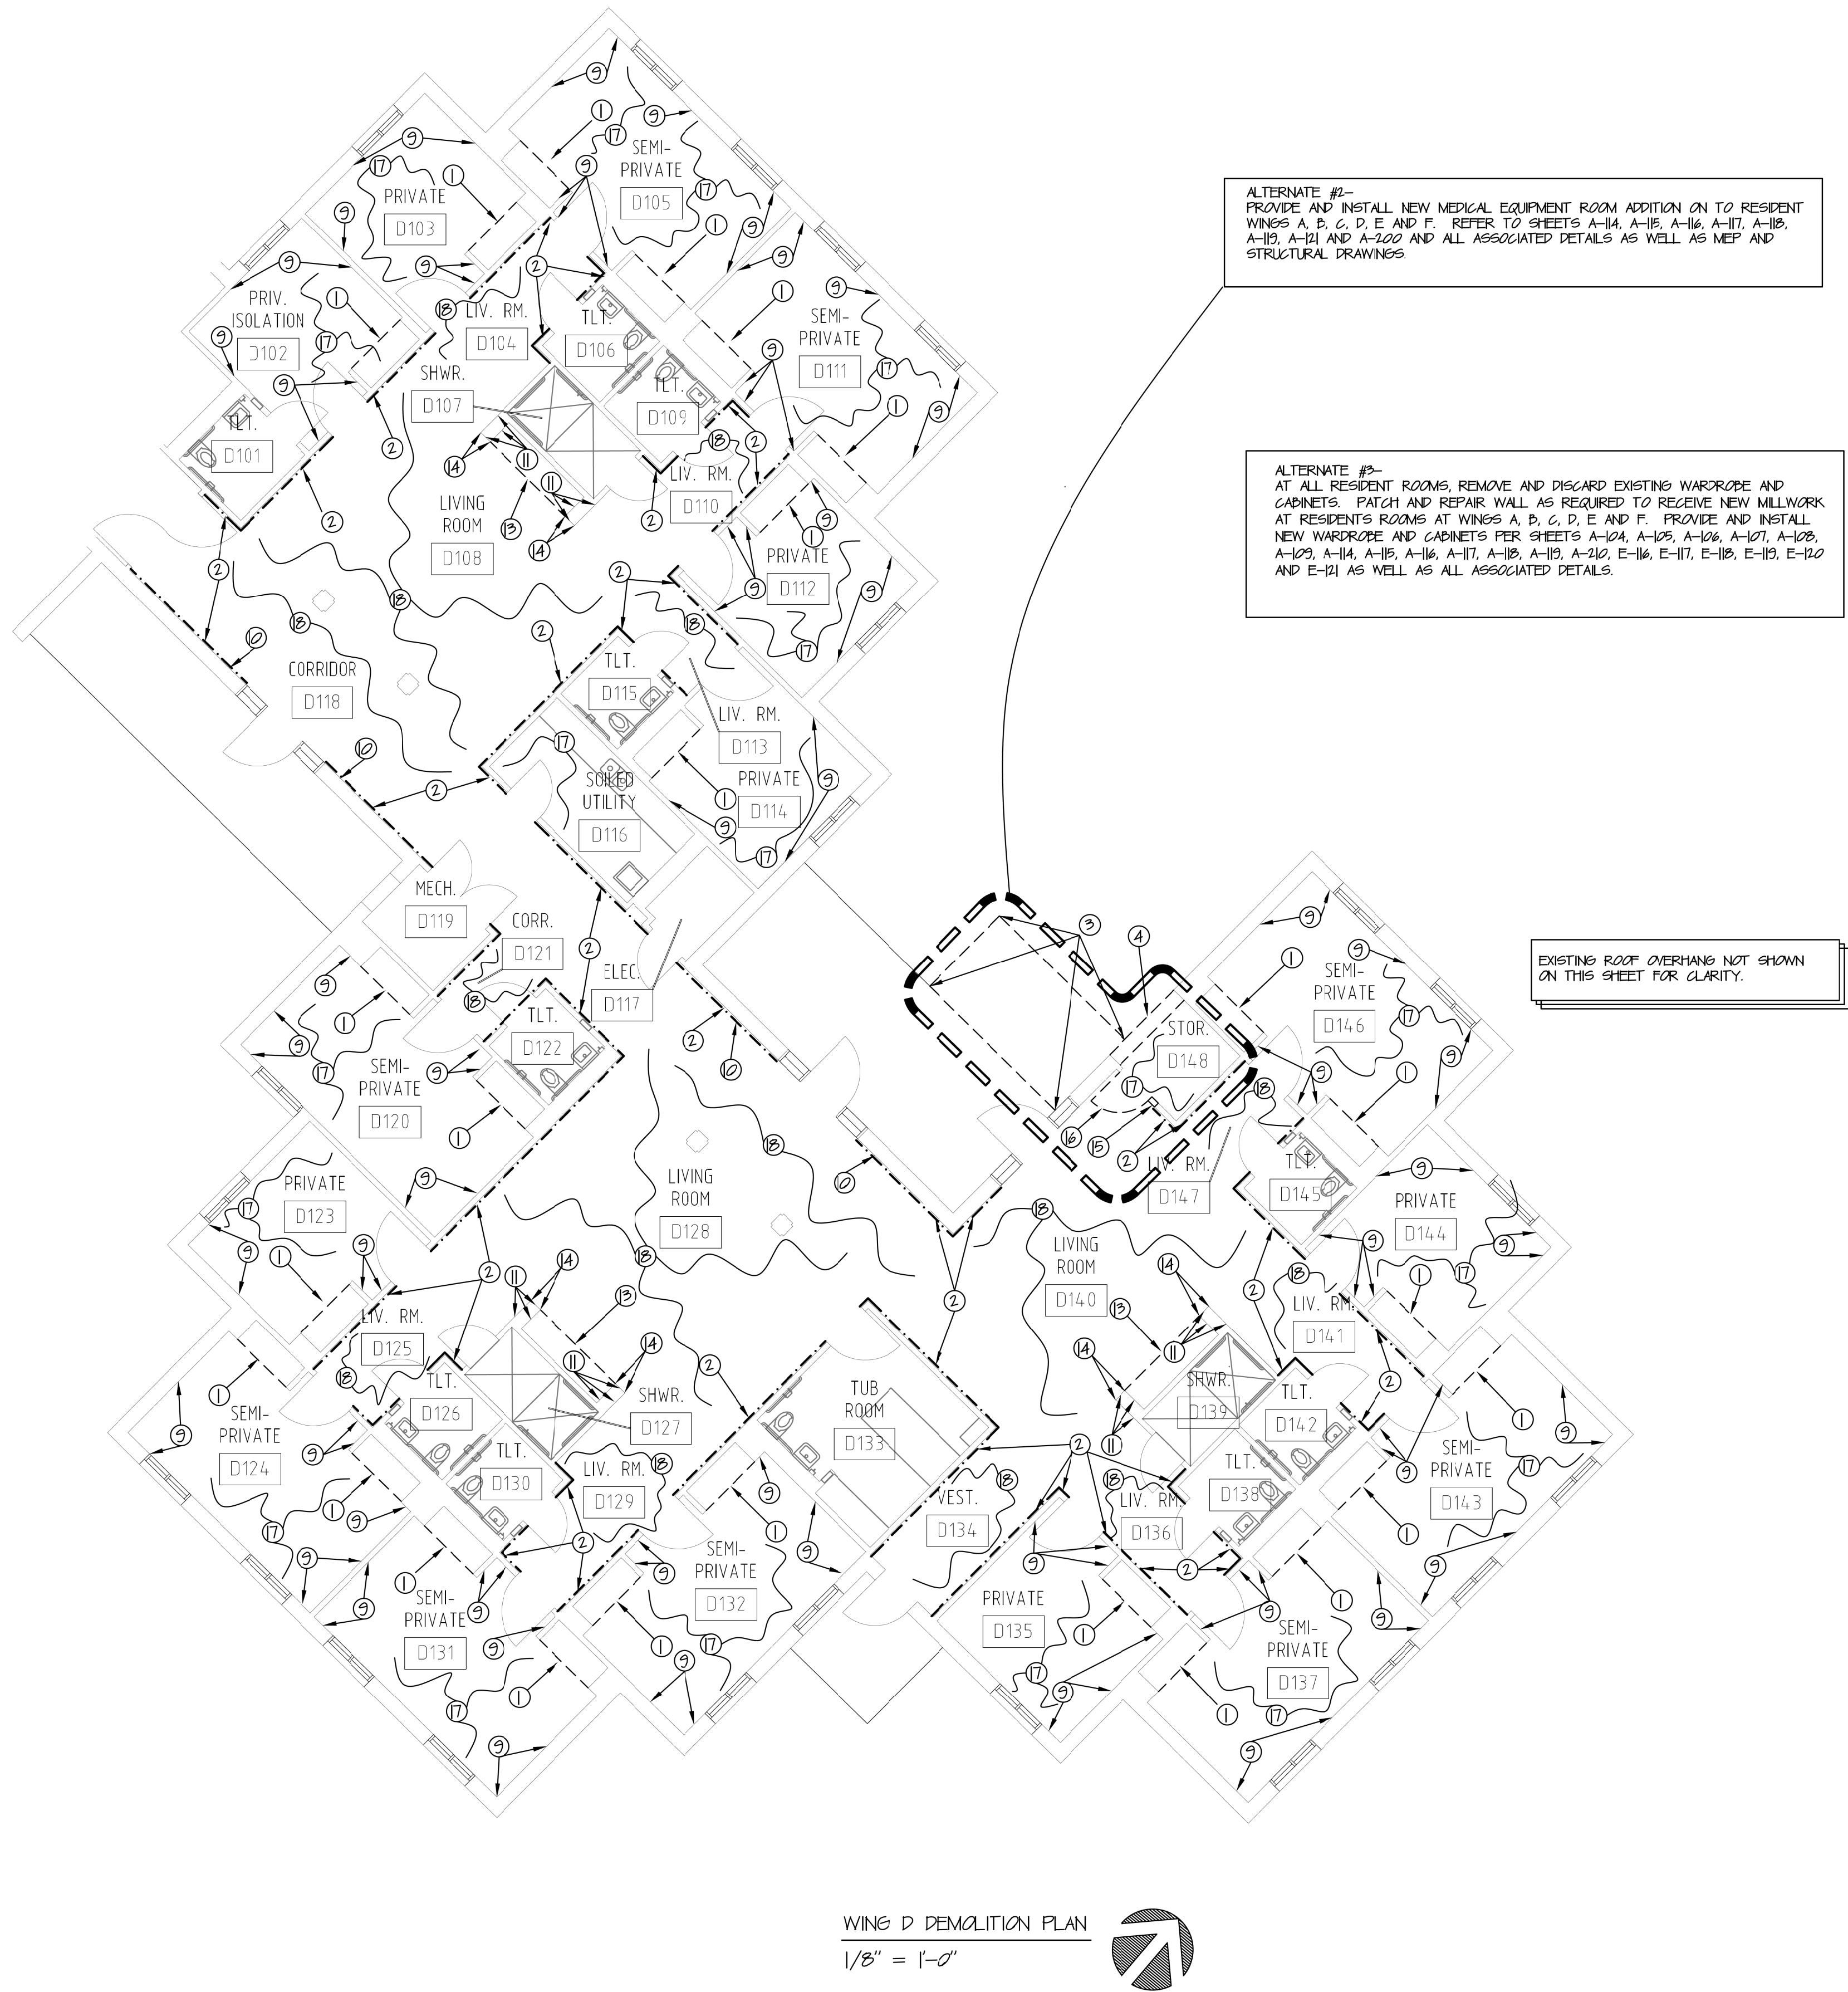 SEMI-
PRIVATE
D105
PRIVATE
D103
PRIV.
ISOLATION
D102
LIV. RM.
D104
TLT.
D106
SEMI-
PRIVATE
D111
SHWR.
D107
TLT.
D109
TLT.
D101
LIVING
ROOM
D108
LIV. RM.
D110
PRIVATE
D112
CORRIDOR
D118
TLT.
D115
LIV. RM.
D113
PRIVATE
D114
SOILED
UTILITY
D116
MECH.
D119
CORR.
D121
ELEC.
D117
TLT.
D122
SEMI-
PRIVATE
D120
PRIVATE
D123
LIVING
ROOM
D128
LIV. RM.
D125
SEMI-
PRIVATE
D124
TLT.
D126
SHWR.
D127
TLT.
D130
LIV. RM.
D129
SEMI-
PRIVATE
D131
SEMI-
PRIVATE
D132
TUB
ROOM
D133
VEST.
D134
PRIVATE
D135
LIV. RM.
D136
SEMI-
PRIVATE
D137
TLT.
D138
SHWR.
D139
LIVING
ROOM
D140
LIV. RM.
D141
TLT.
D142
SEMI-
PRIVATE
D143
PRIVATE
D144
TLT.
D145
SEMI-
PRIVATE
D146
LIV. RM.
D147
STOR.
D148
ALTERNATE #2-
PROVIDE AND INSTALL NEW MEDICAL EQUIPMENT ROOM ADDITION ON TO RESIDENT
WINGS A, B, C, D, E AND F. REFER TO SHEETS A-114, A-115, A-116, A-117, A-118,
A-119, A-121 AND A-200 AND ALL ASSOCIATED DETAILS AS WELL AS MEP AND
STRUCTURAL DRAWINGS.
ALTERNATE #3-
AT ALL RESIDENT ROOMS, REMOVE AND DISCARD EXISTING WARDROBE AND
CABINETS. PATCH AND REPAIR WALL AS REQUIRED TO RECEIVE NEW MILLWORK
AT RESIDENTS ROOMS AT WINGS A, B, C, D, E AND F. PROVIDE AND INSTALL
NEW WARDROBE AND CABINETS PER SHEETS A-104, A-105, A-106, A-107, A-108,
A-109, A-114, A-115, A-116, A-117, A-118, A-119, A-210, E-116, E-117, E-118, E-119, E-120
AND E-121 AS WELL AS ALL ASSOCIATED DETAILS.
EXISTING ROOF OVERHANG NOT SHOWN
ON THIS SHEET FOR CLARITY.
WING D DEMOLITION PLAN
1/8" = 1'-0"